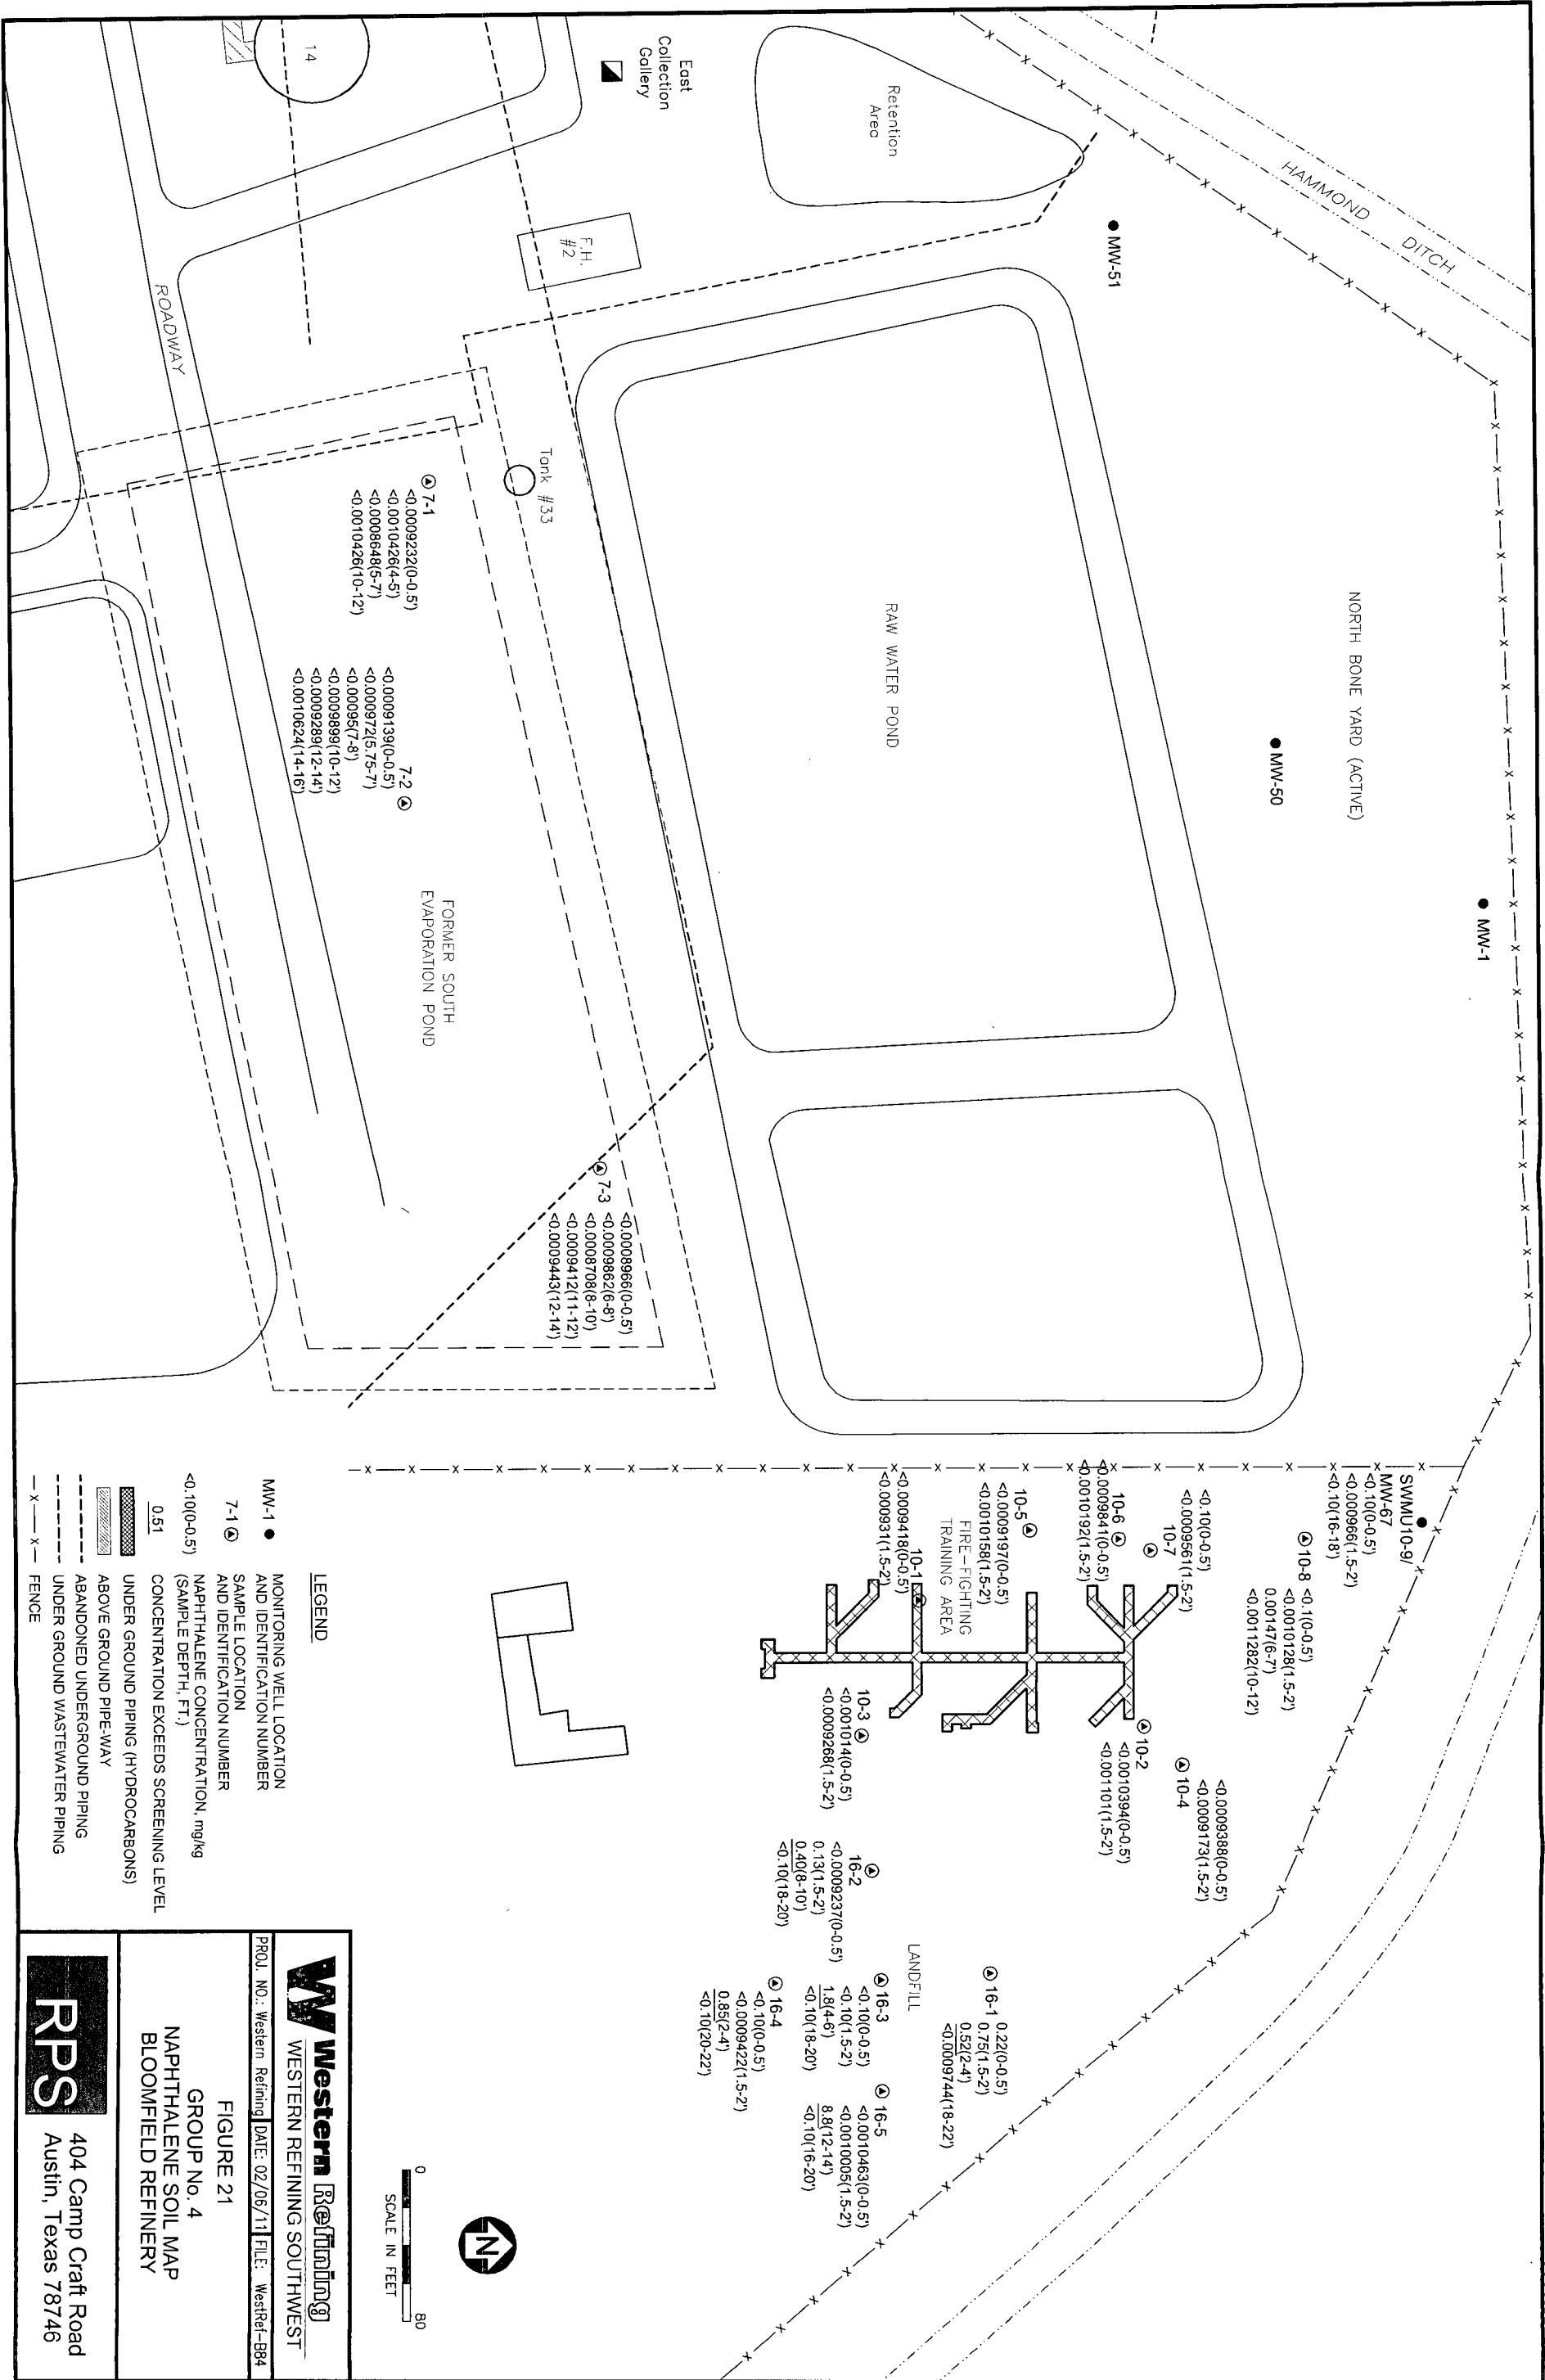 HAMMOND DITCH
Retention
Area
East
Collection
Gallery
14
F.H.
#2
ROADWAY
Tank #33
MW-51
MW-50
MW-1
NORTH BONE YARD (ACTIVE)
RAW WATER POND
FORMER SOUTH
EVAPORATION POND
7-1
<0.0009232(0-0.5')
<0.0010426(4-5')
<0.0008648(5-7')
<0.0010426(10-12')
7-2
<0.0009139(0-0.5')
<0.000972(5.75-7')
<0.00095(7-8')
<0.0009899(10-12')
<0.0009289(12-14')
<0.0010624(14-16')
7-3
<0.0008966(0-0.5')
<0.0009862(6-8')
<0.0008708(8-10')
<0.0009412(11-12')
<0.0009443(12-14')
SWMU10-9/
MW-67
<0.10(0-0.5')
<0.000966(1.5-2')
<0.10(16-18')
10-8 <0.1(0-0.5')
<0.0010128(1.5-2')
0.00147(6-7')
<0.0011282(10-12')
<0.10(0-0.5')
<0.0009561(1.5-2')
10-7
10-6
<0.0009841(0-0.5')
<0.0010192(1.5-2')
10-5
<0.0009197(0-0.5')
<0.0010158(1.5-2')
FIRE-FIGHTING
TRAINING AREA
10-1
<0.0009418(0-0.5')
<0.000931(1.5-2')
<0.0009388(0-0.5')
<0.0009173(1.5-2')
10-4
10-2
<0.0010394(0-0.5')
<0.001101(1.5-2')
10-3
<0.001014(0-0.5')
<0.0009268(1.5-2')
LANDFILL
16-1 0.22(0-0.5')
0.75(1.5-2')
0.52(2-4')
<0.0009744(18-22')
16-2
<0.0009237(0-0.5')
0.13(1.5-2')
0.40(8-10')
<0.10(18-20')
16-3
<0.10(0-0.5')
<0.10(1.5-2')
1.8(4-6')
<0.10(18-20')
16-5
<0.0010463(0-0.5')
<0.0010005(1.5-2')
8.8(12-14')
<0.10(16-20')
16-4
<0.10(0-0.5')
<0.0009422(1.5-2')
0.85(2-4')
<0.10(20-22')
N
0 80
SCALE IN FEET
LEGEND
MW-1 MONITORING WELL LOCATION
AND IDENTIFICATION NUMBER
7-1 SAMPLE LOCATION
AND IDENTIFICATION NUMBER
<0.10(0-0.5') NAPHTHALENE CONCENTRATION, mg/kg
(SAMPLE DEPTH, FT.)
0.51 CONCENTRATION EXCEEDS SCREENING LEVEL
UNDER GROUND PIPING (HYDROCARBONS)
ABOVE GROUND PIPE-WAY
ABANDONED UNDERGROUND PIPING
UNDER GROUND WASTEWATER PIPING
FENCE
Western Refining
WESTERN REFINING SOUTHWEST
PROJ. NO.: Western Refining DATE: 02/06/11 FILE: WestRef-B84
FIGURE 21
GROUP No. 4
NAPHTHALENE SOIL MAP
BLOOMFIELD REFINERY
RPS
404 Camp Craft Road
Austin, Texas 78746